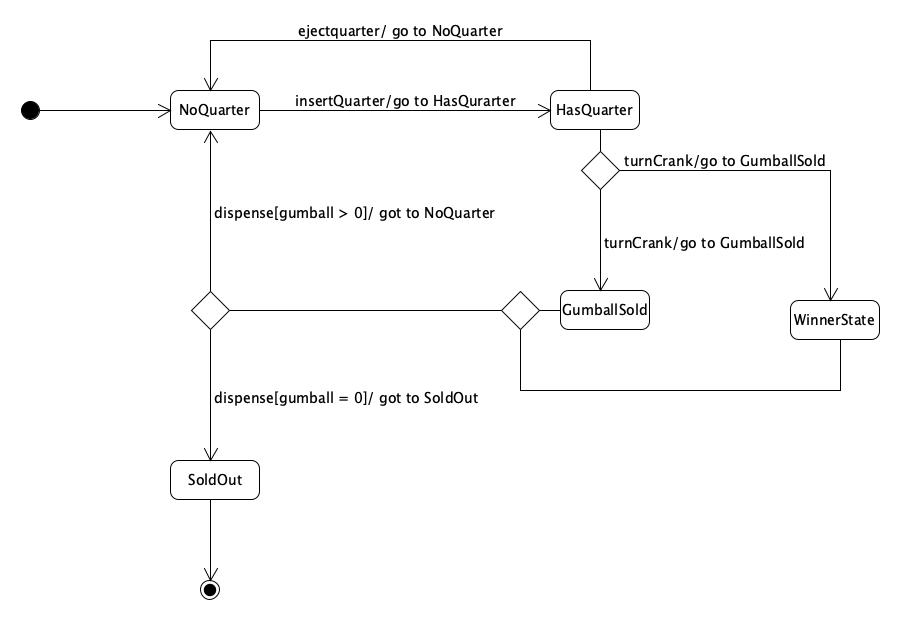 ejectquarter/ go to NoQuarter
NoQuarter
insertQuarter/go to HasQurarter
HasQuarter
turnCrank/go to GumballSold
dispense[gumball > 0]/ got to NoQuarter
turnCrank/go to GumballSold
GumballSold
WinnerState
dispense[gumball = 0]/ got to SoldOut
SoldOut